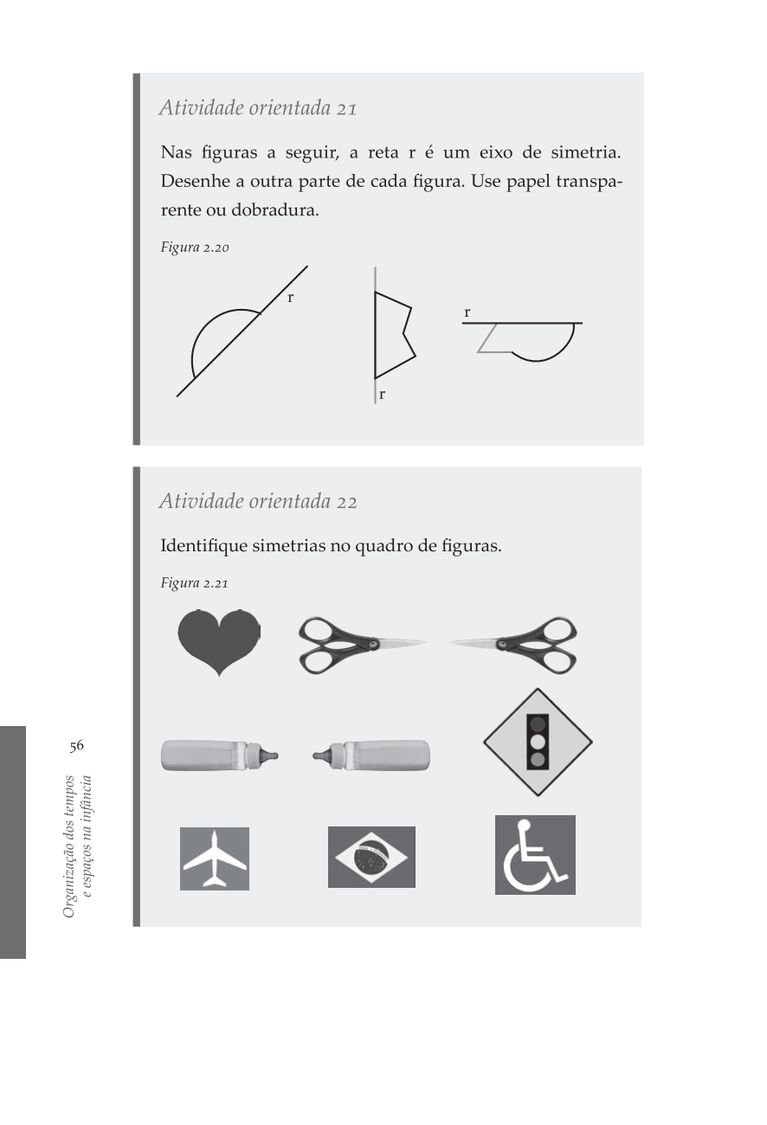 Atividade orientada 21
Nas figuras a seguir, a reta r é um eixo de simetria.
Desenhe a outra parte de cada figura. Use papel transpa-
rente ou dobradura.
Figura 2.20
r
r
r
Atividade orientada 22
Identifique simetrias no quadro de figuras.
Figura 2.21
56
Organização dos tempos
e espaços na infância